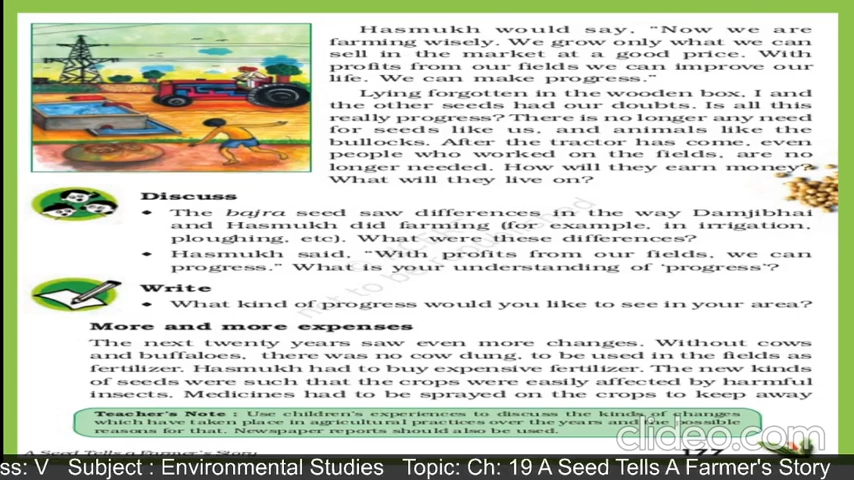 Hasmukh would say, "Now we are
farming wisely. We grow only what we can
sell in the market at a good price. With
profits from our fields we can improve our
life. We can make progress."
Lying forgotten in the wooden box, I and
the other seeds had our doubts. Is all this
really progress? There is no longer any need
for seeds like us, and animals like the
bullocks. After the tractor has come, even
people who worked on the fields, are no
longer needed. How will they earn money?
What will they live on?
Discuss
♦ The bajra seed saw differences in the way Damjibhai
and Hasmukh did farming (for example, in irrigation,
ploughing, etc). What were these differences?
♦ Hasmukh said, "With profits from our fields, we can
progress." What is your understanding of 'progress'?
Write
♦ What kind of progress would you like to see in your area?
More and more expenses
The next twenty years saw even more changes. Without cows
and buffaloes, there was no cow dung, to be used in the fields as
fertilizer. Hasmukh had to buy expensive fertilizer. The new kinds
of seeds were such that the crops were easily affected by harmful
insects. Medicines had to be sprayed on the crops to keep away
Teacher's Note : Use children's experiences to discuss the kinds of changes
which have taken place in agricultural practices over the years and the possible
reasons for that. Newspaper reports should also be used.
clideo.com
A Seed Tells a Farmer's Story
177
ss: V Subject : Environmental Studies Topic: Ch: 19 A Seed Tells A Farmer's Story